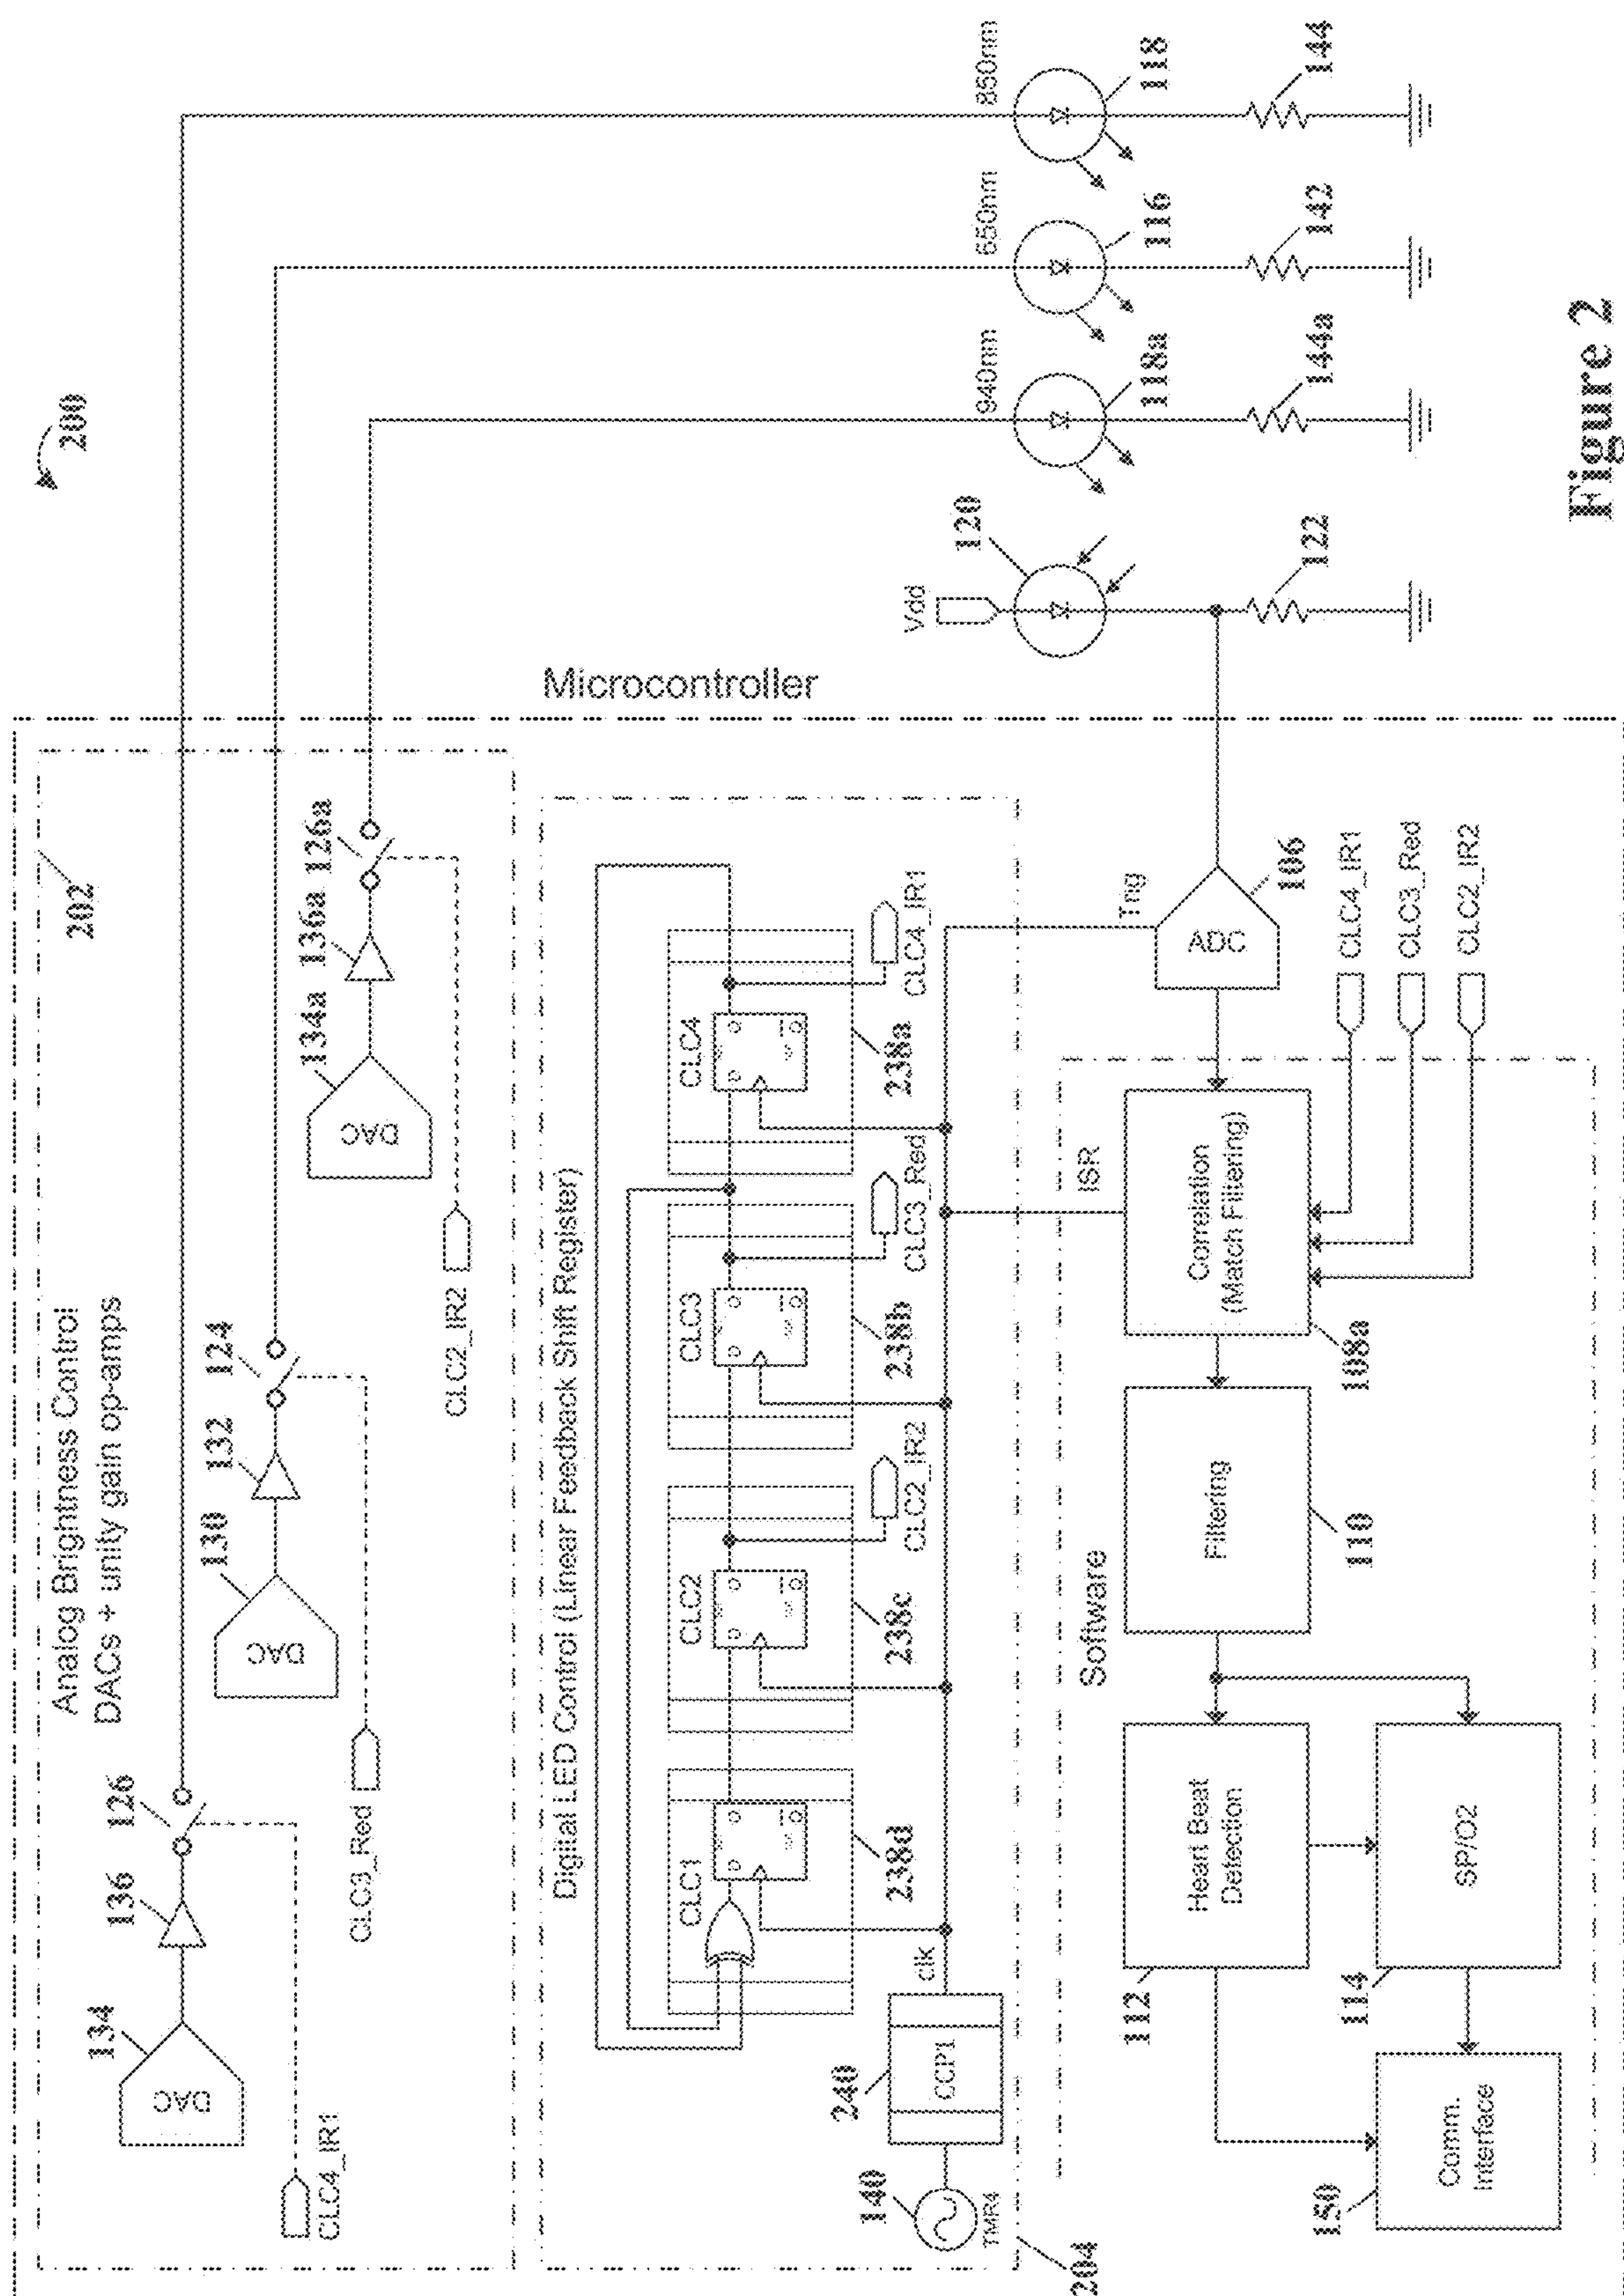 200
202
Analog Brightness Control
DACs + unity gain op-amps
134
DAC
136
126
CLC4_IR1
130
DAC
132
124
CLC3_Red
134a
DAC
136a
126a
CLC2_IR2
Microcontroller
Digital LED Control (Linear Feedback Shift Register)
CLC1
238d
CLC2
238c
CLC2_IR2
CLC3
238b
CLC3_Red
CLC4
238a
CLC4_IR1
140
TMR4
240
CCP1
clk
204
Trig
ADC
106
ISR
CLC4_IR1
CLC3_Red
CLC2_IR2
Software
Correlation
(Match Filtering)
108a
Filtering
110
Heart Beat
Detection
112
SP/O2
114
Comm.
Interface
150
Vdd
120
122
940nm
118a
144a
650nm
116
142
850nm
118
144
Figure 2